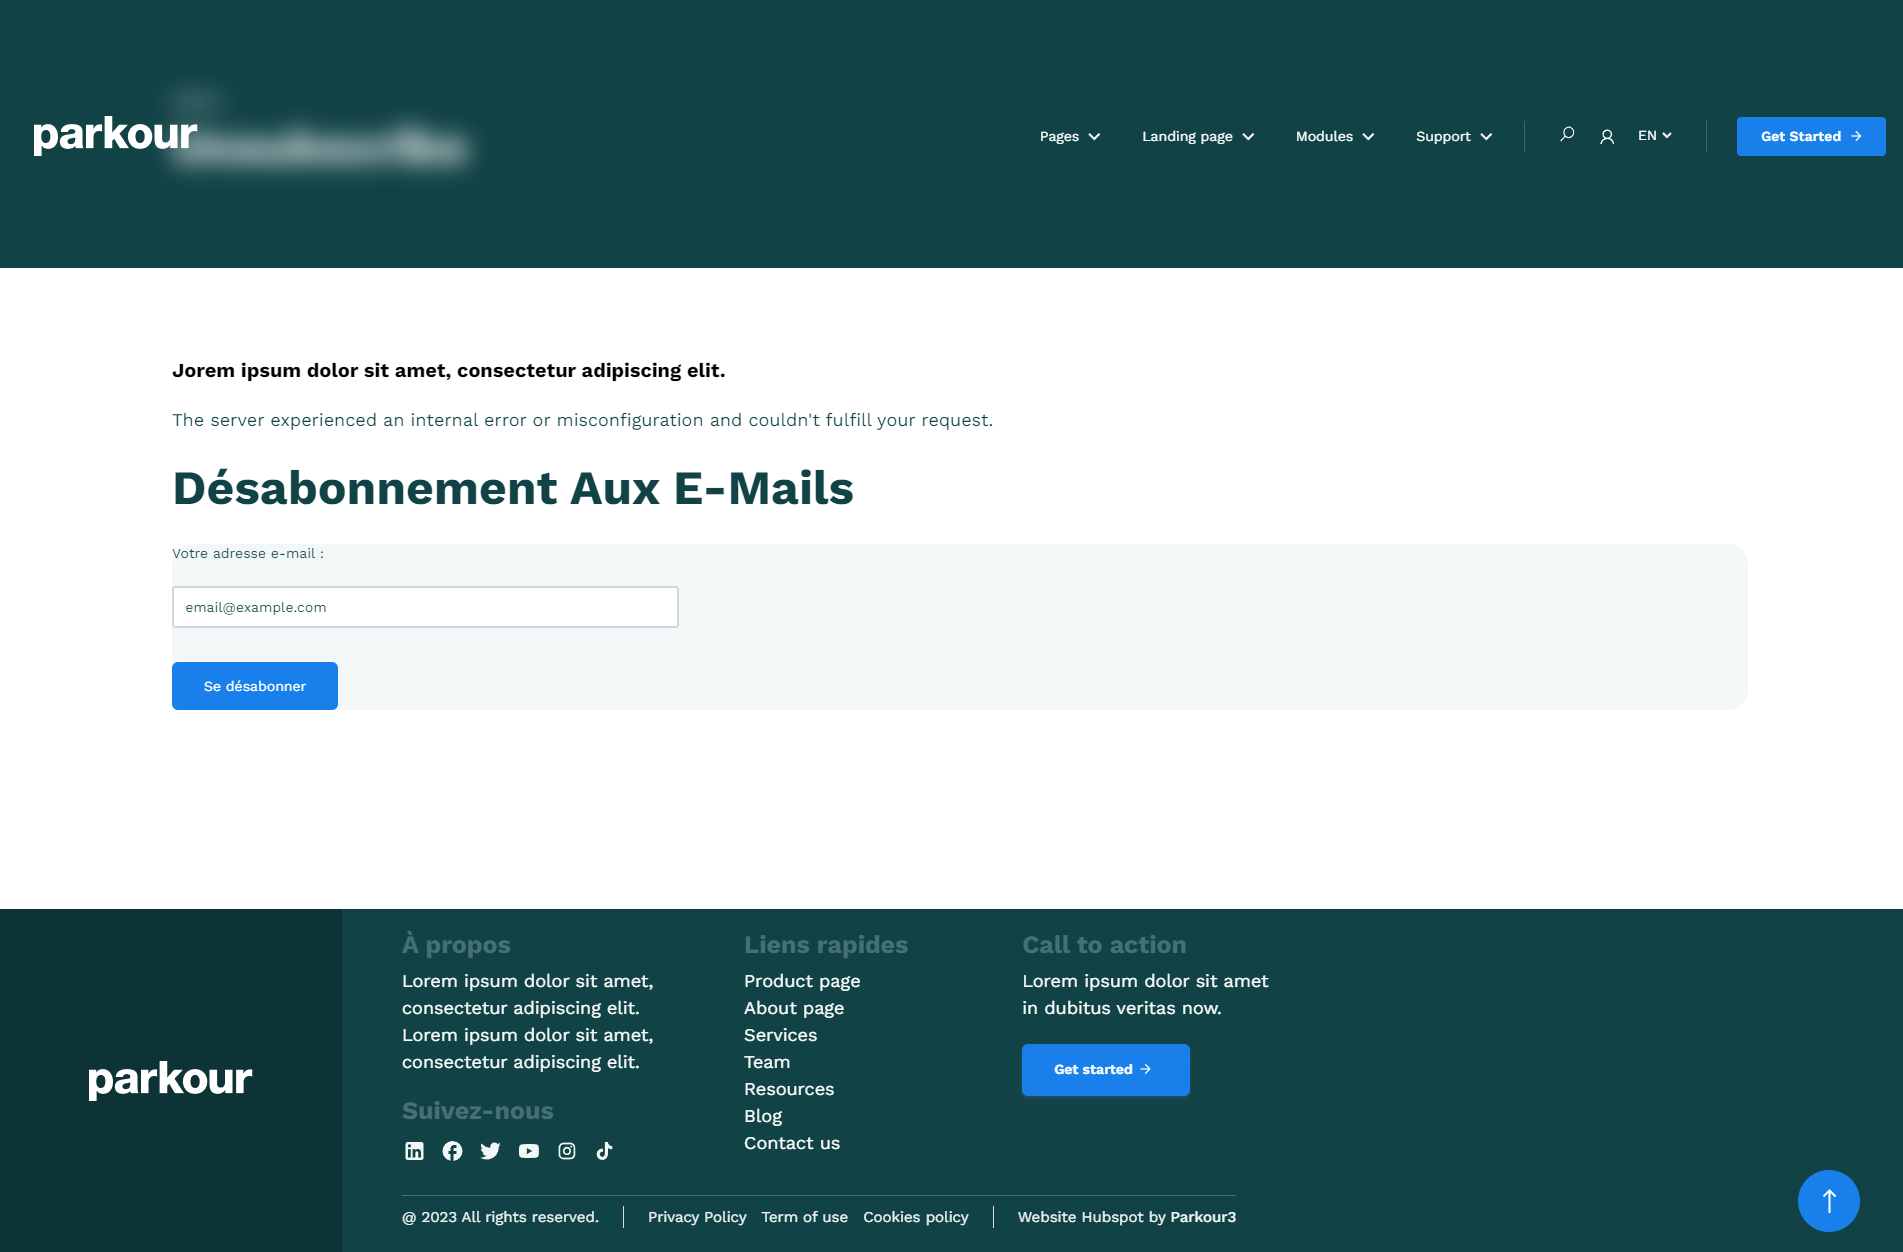 parkour
Pages
Landing page
Modules
Support
EN
Get Started
Jorem ipsum dolor sit amet, consectetur adipiscing elit.
The server experienced an internal error or misconfiguration and couldn't fulfill your request.
Désabonnement Aux E-Mails
Votre adresse e-mail :
email@example.com
Se désabonner
parkour
À propos
Lorem ipsum dolor sit amet,
consectetur adipiscing elit.
Lorem ipsum dolor sit amet,
consectetur adipiscing elit.
Suivez-nous
Liens rapides
Product page
About page
Services
Team
Resources
Blog
Contact us
Call to action
Lorem ipsum dolor sit amet
in dubitus veritas now.
Get started
@ 2023 All rights reserved.
Privacy Policy
Term of use
Cookies policy
Website Hubspot by Parkour3